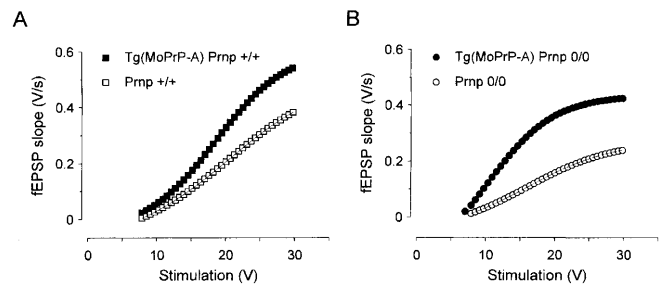 A
B
0.6
Tg(MoPrP-A) Prnp +/+
Prnp +/+
0.4
0.2
0
fEPSP slope (V/s)
0 10 20 30
Stimulation (V)
0.6
Tg(MoPrP-A) Prnp 0/0
Prnp 0/0
0.4
0.2
0
fEPSP slope (V/s)
0 10 20 30
Stimulation (V)